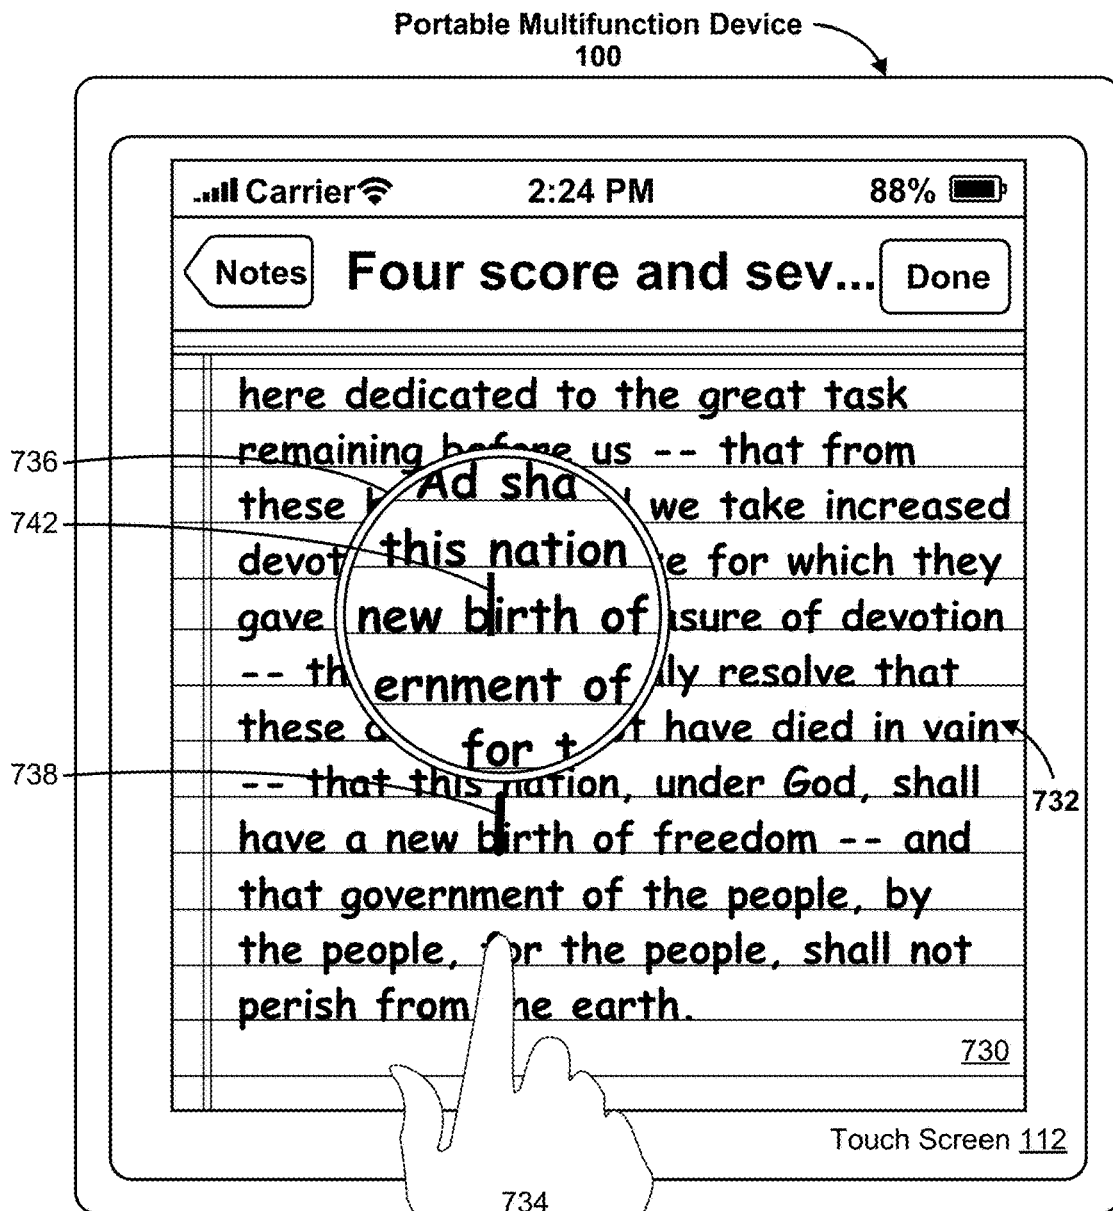 Portable Multifunction Device
100
Carrier 2:24 PM 88%
Notes Four score and sev... Done
here dedicated to the great task
remaining before us -- that from
these we take increased
devot e for which they
gave asure of devotion
-- th ly resolve that
these d t have died in vain
-- that this nation, under God, shall
have a new birth of freedom -- and
that government of the people, by
the people, for the people, shall not
perish from the earth.
Ad sha
this nation
new birth of
ernment of
for t
736
742
738
732
730
Touch Screen 112
734